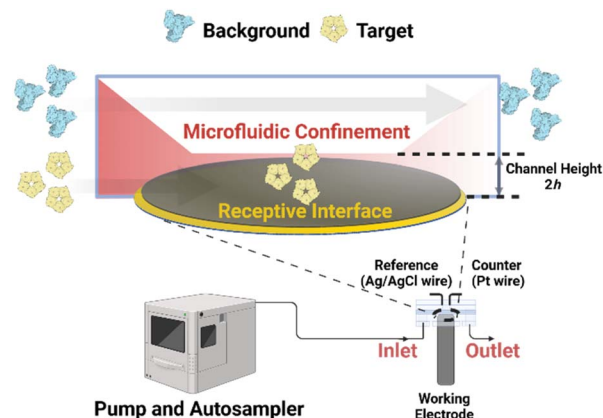 Background
Target
Microfluidic Confinement
Channel Height
2h
Receptive Interface
Reference
(Ag/AgCl wire)
Counter
(Pt wire)
Inlet
Outlet
Pump and Autosampler
Working
Electrode